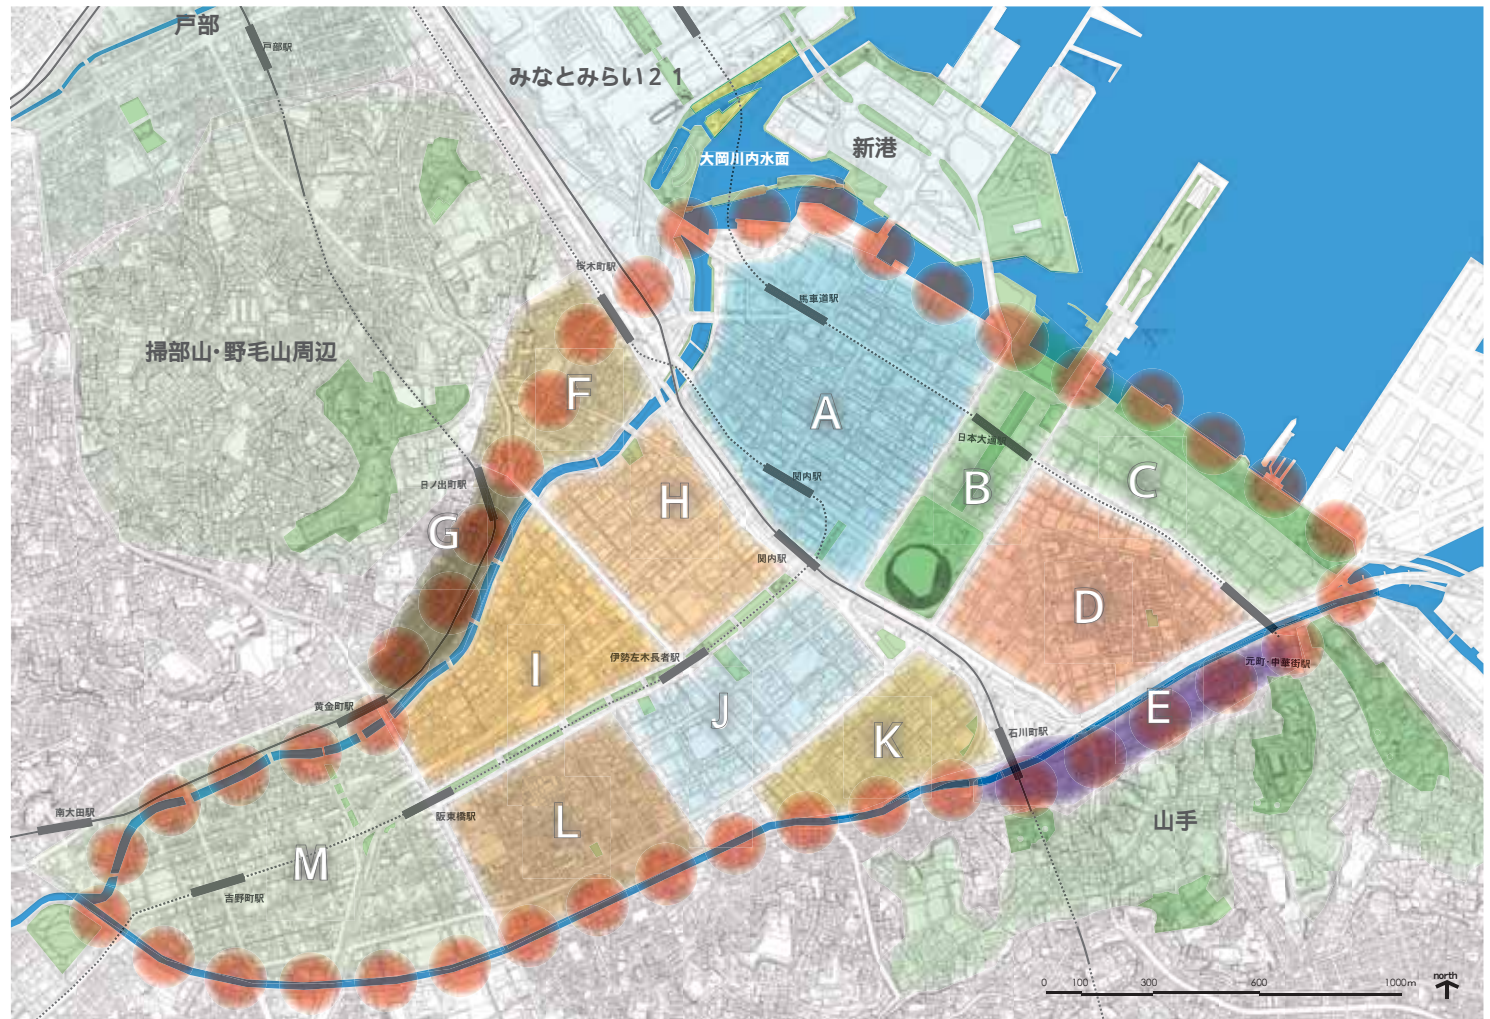 戸部
戸部駅
みなとみらい２１
大岡川内水面
新港
桜木町駅
馬車道駅
掃部山・野毛山周辺
F
A
日本大通駅
関内駅
日ノ出町駅
B
C
H
G
関内駅
D
I
伊勢左木長者駅
元町・中華街駅
黄金町駅
J
E
K
石川町駅
南大田駅
阪東橋駅
L
山手
M
吉野町駅
north
0 100 300 600 1000m